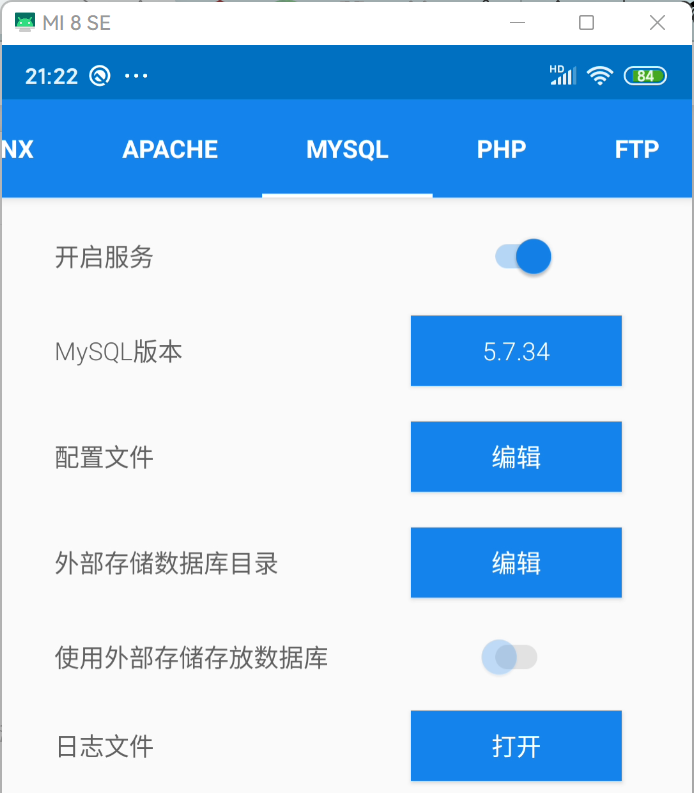 MI 8 SE
21:22 HD 84
NX APACHE MYSQL PHP FTP
开启服务
MySQL版本 5.7.34
配置文件 编辑
外部存储数据库目录 编辑
使用外部存储存放数据库
日志文件 打开